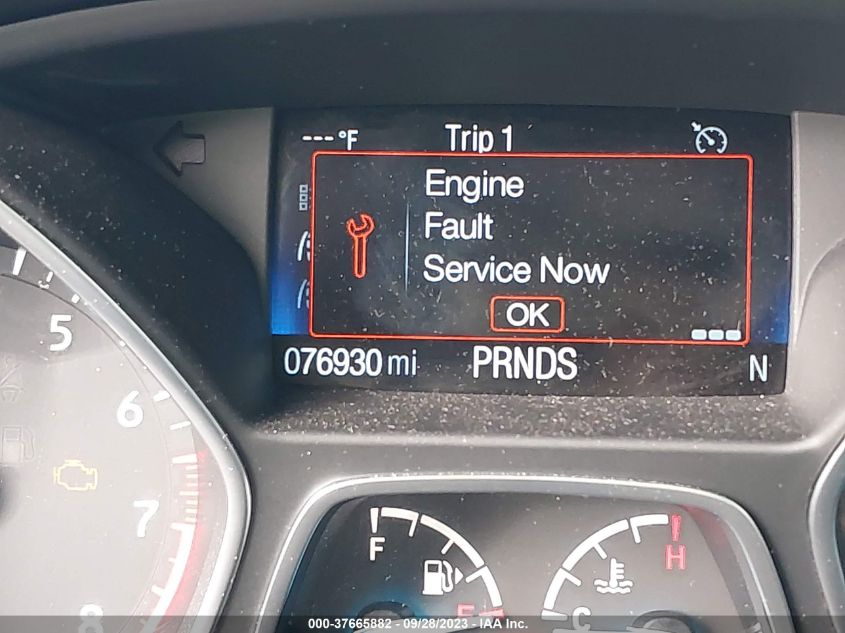 ---°F Trip 1
Engine
Fault
Service Now
OK
076930 mi PRNDS N
5
6
7
8
F
E
H
C
000-37665882 - 09/28/2023 - IAA Inc.